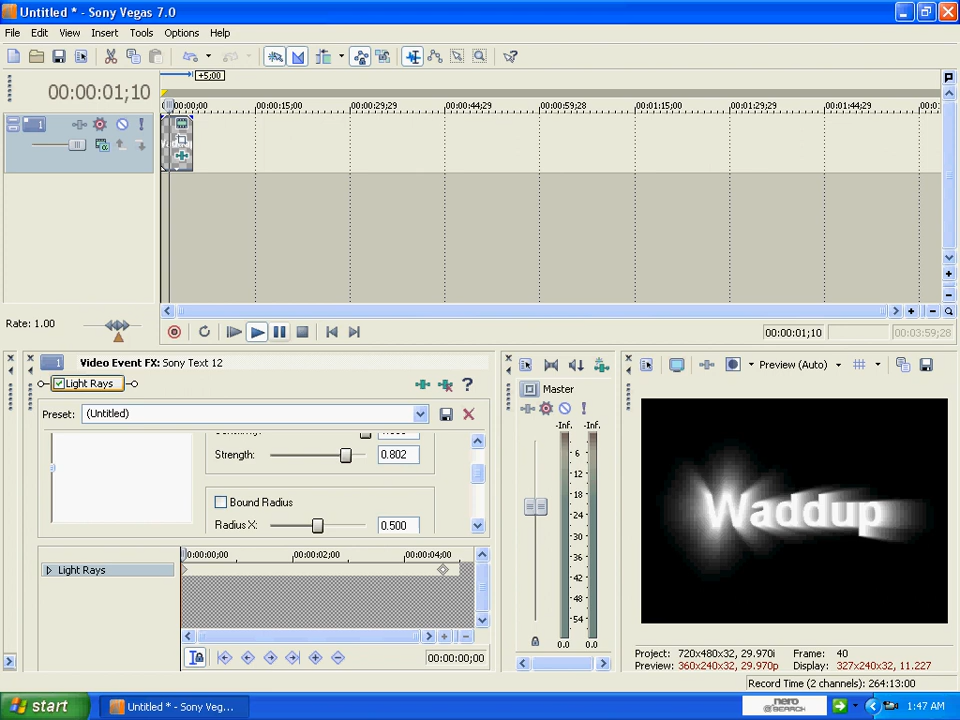 Untitled * - Sony Vegas 7.0
File Edit View Insert Tools Options Help
+5;00
00:00:01;10
00:00:00 00:00:15;00 00:00:29;29 00:00:44;29 00:00:59;28 00:01:15;00 00:01:29;29 00:01:44;29
1
Rate: 1.00
00:00:01;10
00:03:59;28
1 Video Event FX: Sony Text 12
Light Rays
Preset: (Untitled)
Strength: 0.802
Bound Radius
Radius X: 0.500
00:00:00;00 00:00:02;00 00:00:04;00
Light Rays
00:00:00;00
Master
-Inf. -Inf.
6
12
18
24
30
36
42
48
54
0.0 0.0
Preview (Auto)
Waddup
Project: 720x480x32, 29.970i Frame: 40
Preview: 360x240x32, 29.970p Display: 327x240x32, 11.227
Record Time (2 channels): 264:13:00
start
Untitled * - Sony Veg...
nero
SEARCH
1:47 AM